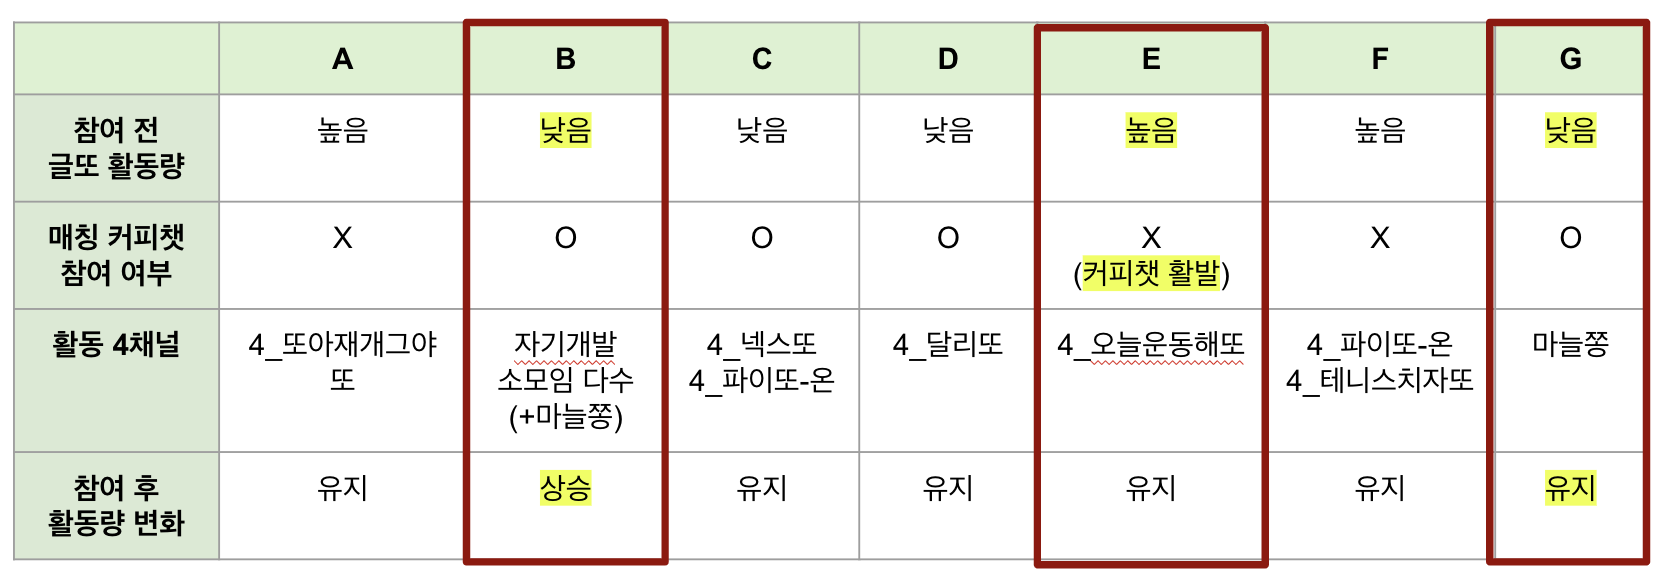 A B C D E F G
참여 전
글또 활동량
높음 낮음 낮음 낮음 높음 높음 낮음
매칭 커피챗
참여 여부
X O O O X X O
(커피챗 활발)
활동 4채널
4_또아재개그야
또
자기개발
소모임 다수
(+마늘쫑)
4_넥스또
4_파이또-온
4_달리또
4_오늘운동해또
4_파이또-온
4_테니스치자또
마늘쫑
참여 후
활동량 변화
유지 상승 유지 유지 유지 유지 유지